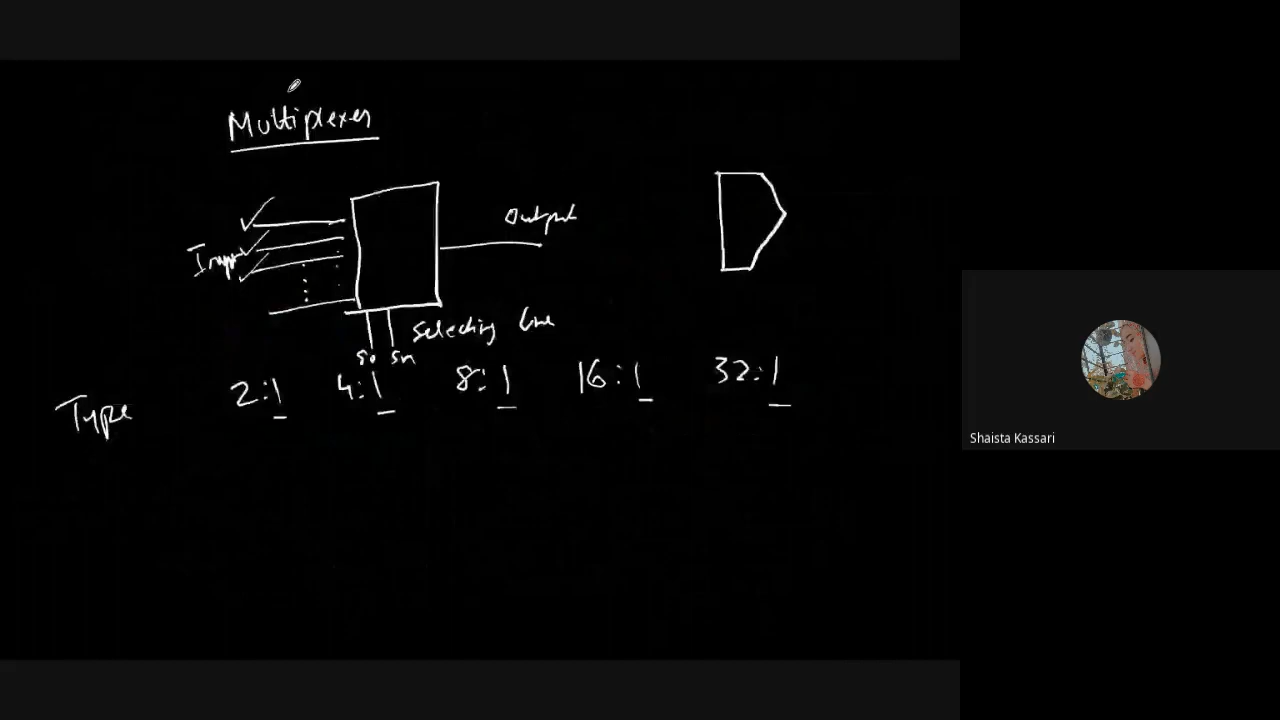 Multiplexer
Output
Input
Selecting line
S0 Sn
Type 2:1 4:1 8:1 16:1 32:1
Shaista Kassari